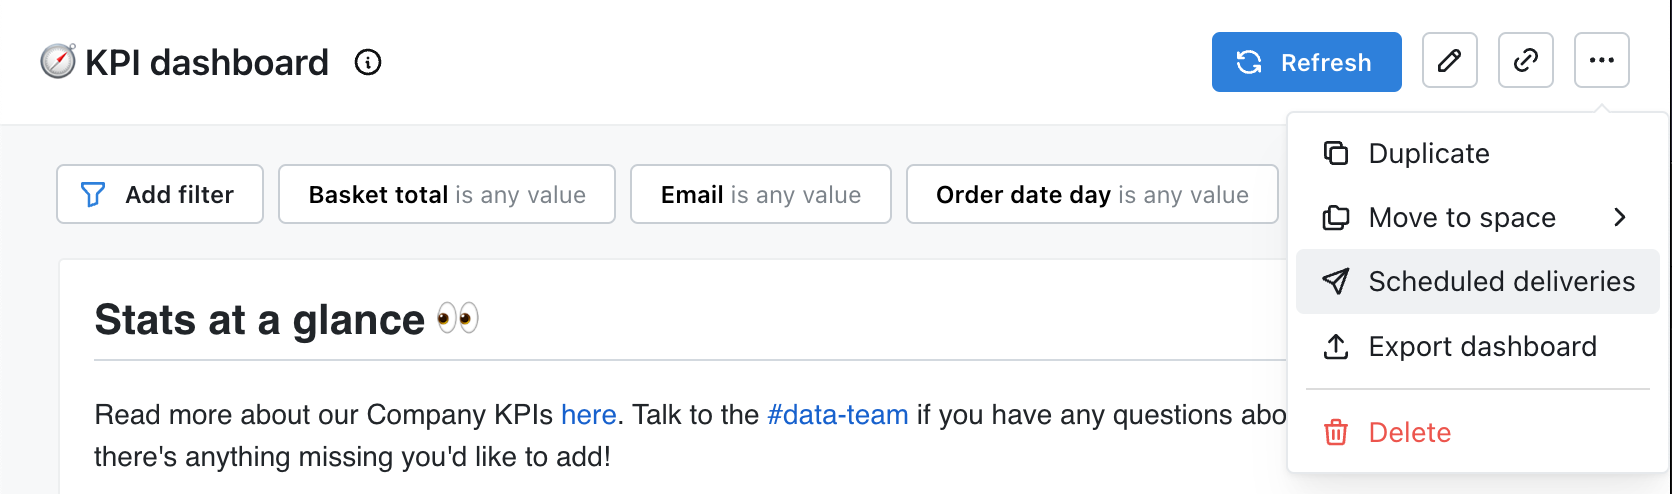 KPI dashboard
Refresh
Duplicate
Move to space
Scheduled deliveries
Export dashboard
Delete
Add filter
Basket total is any value
Email is any value
Order date day is any value
Stats at a glance 👀
Read more about our Company KPIs here. Talk to the #data-team if you have any questions abo
there's anything missing you'd like to add!